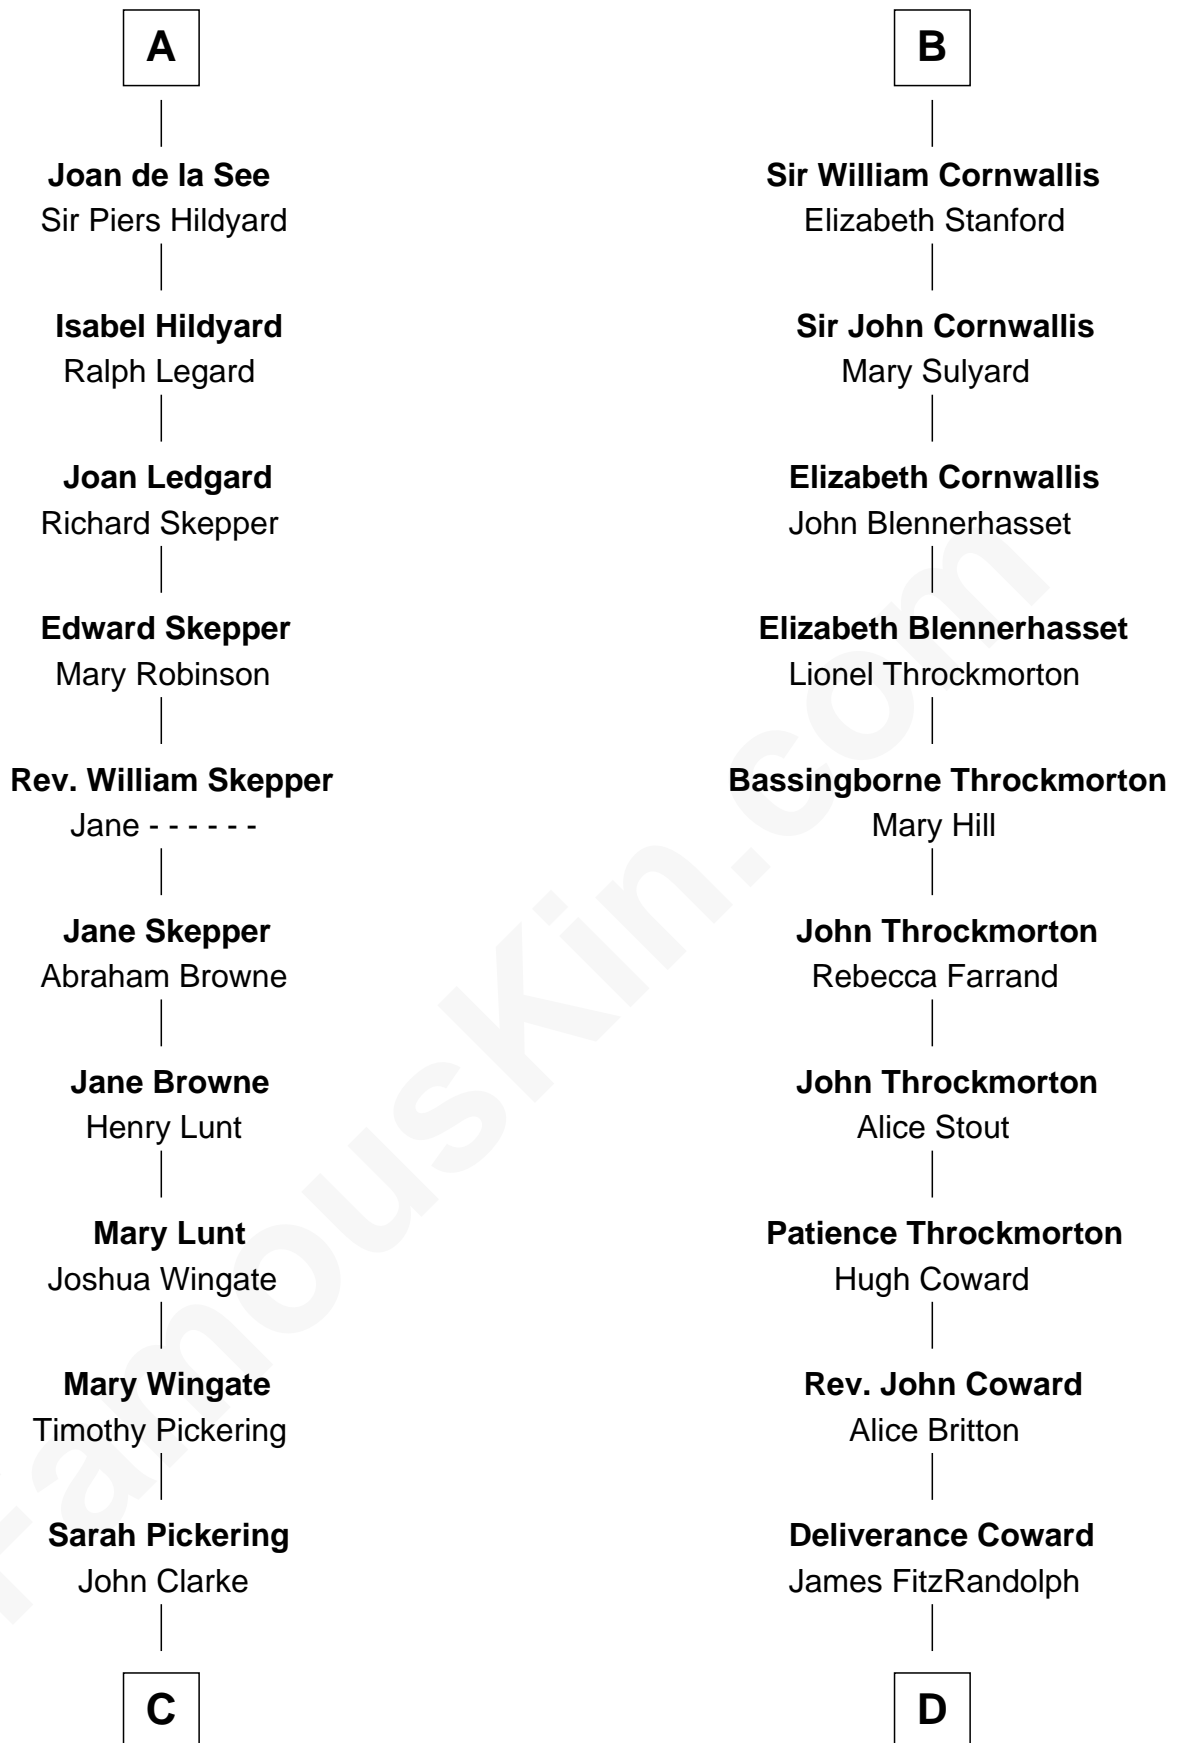 A
Joan de la See
Sir Piers Hildyard
Isabel Hildyard
Ralph Legard
Joan Ledgard
Richard Skepper
Edward Skepper
Mary Robinson
Rev. William Skepper
Jane - - - - - -
Jane Skepper
Abraham Browne
Jane Browne
Henry Lunt
Mary Lunt
Joshua Wingate
Mary Wingate
Timothy Pickering
Sarah Pickering
John Clarke
C
B
Sir William Cornwallis
Elizabeth Stanford
Sir John Cornwallis
Mary Sulyard
Elizabeth Cornwallis
John Blennerhasset
Elizabeth Blennerhasset
Lionel Throckmorton
Bassingborne Throckmorton
Mary Hill
John Throckmorton
Rebecca Farrand
John Throckmorton
Alice Stout
Patience Throckmorton
Hugh Coward
Rev. John Coward
Alice Britton
Deliverance Coward
James FitzRandolph
D
FamousKin.com